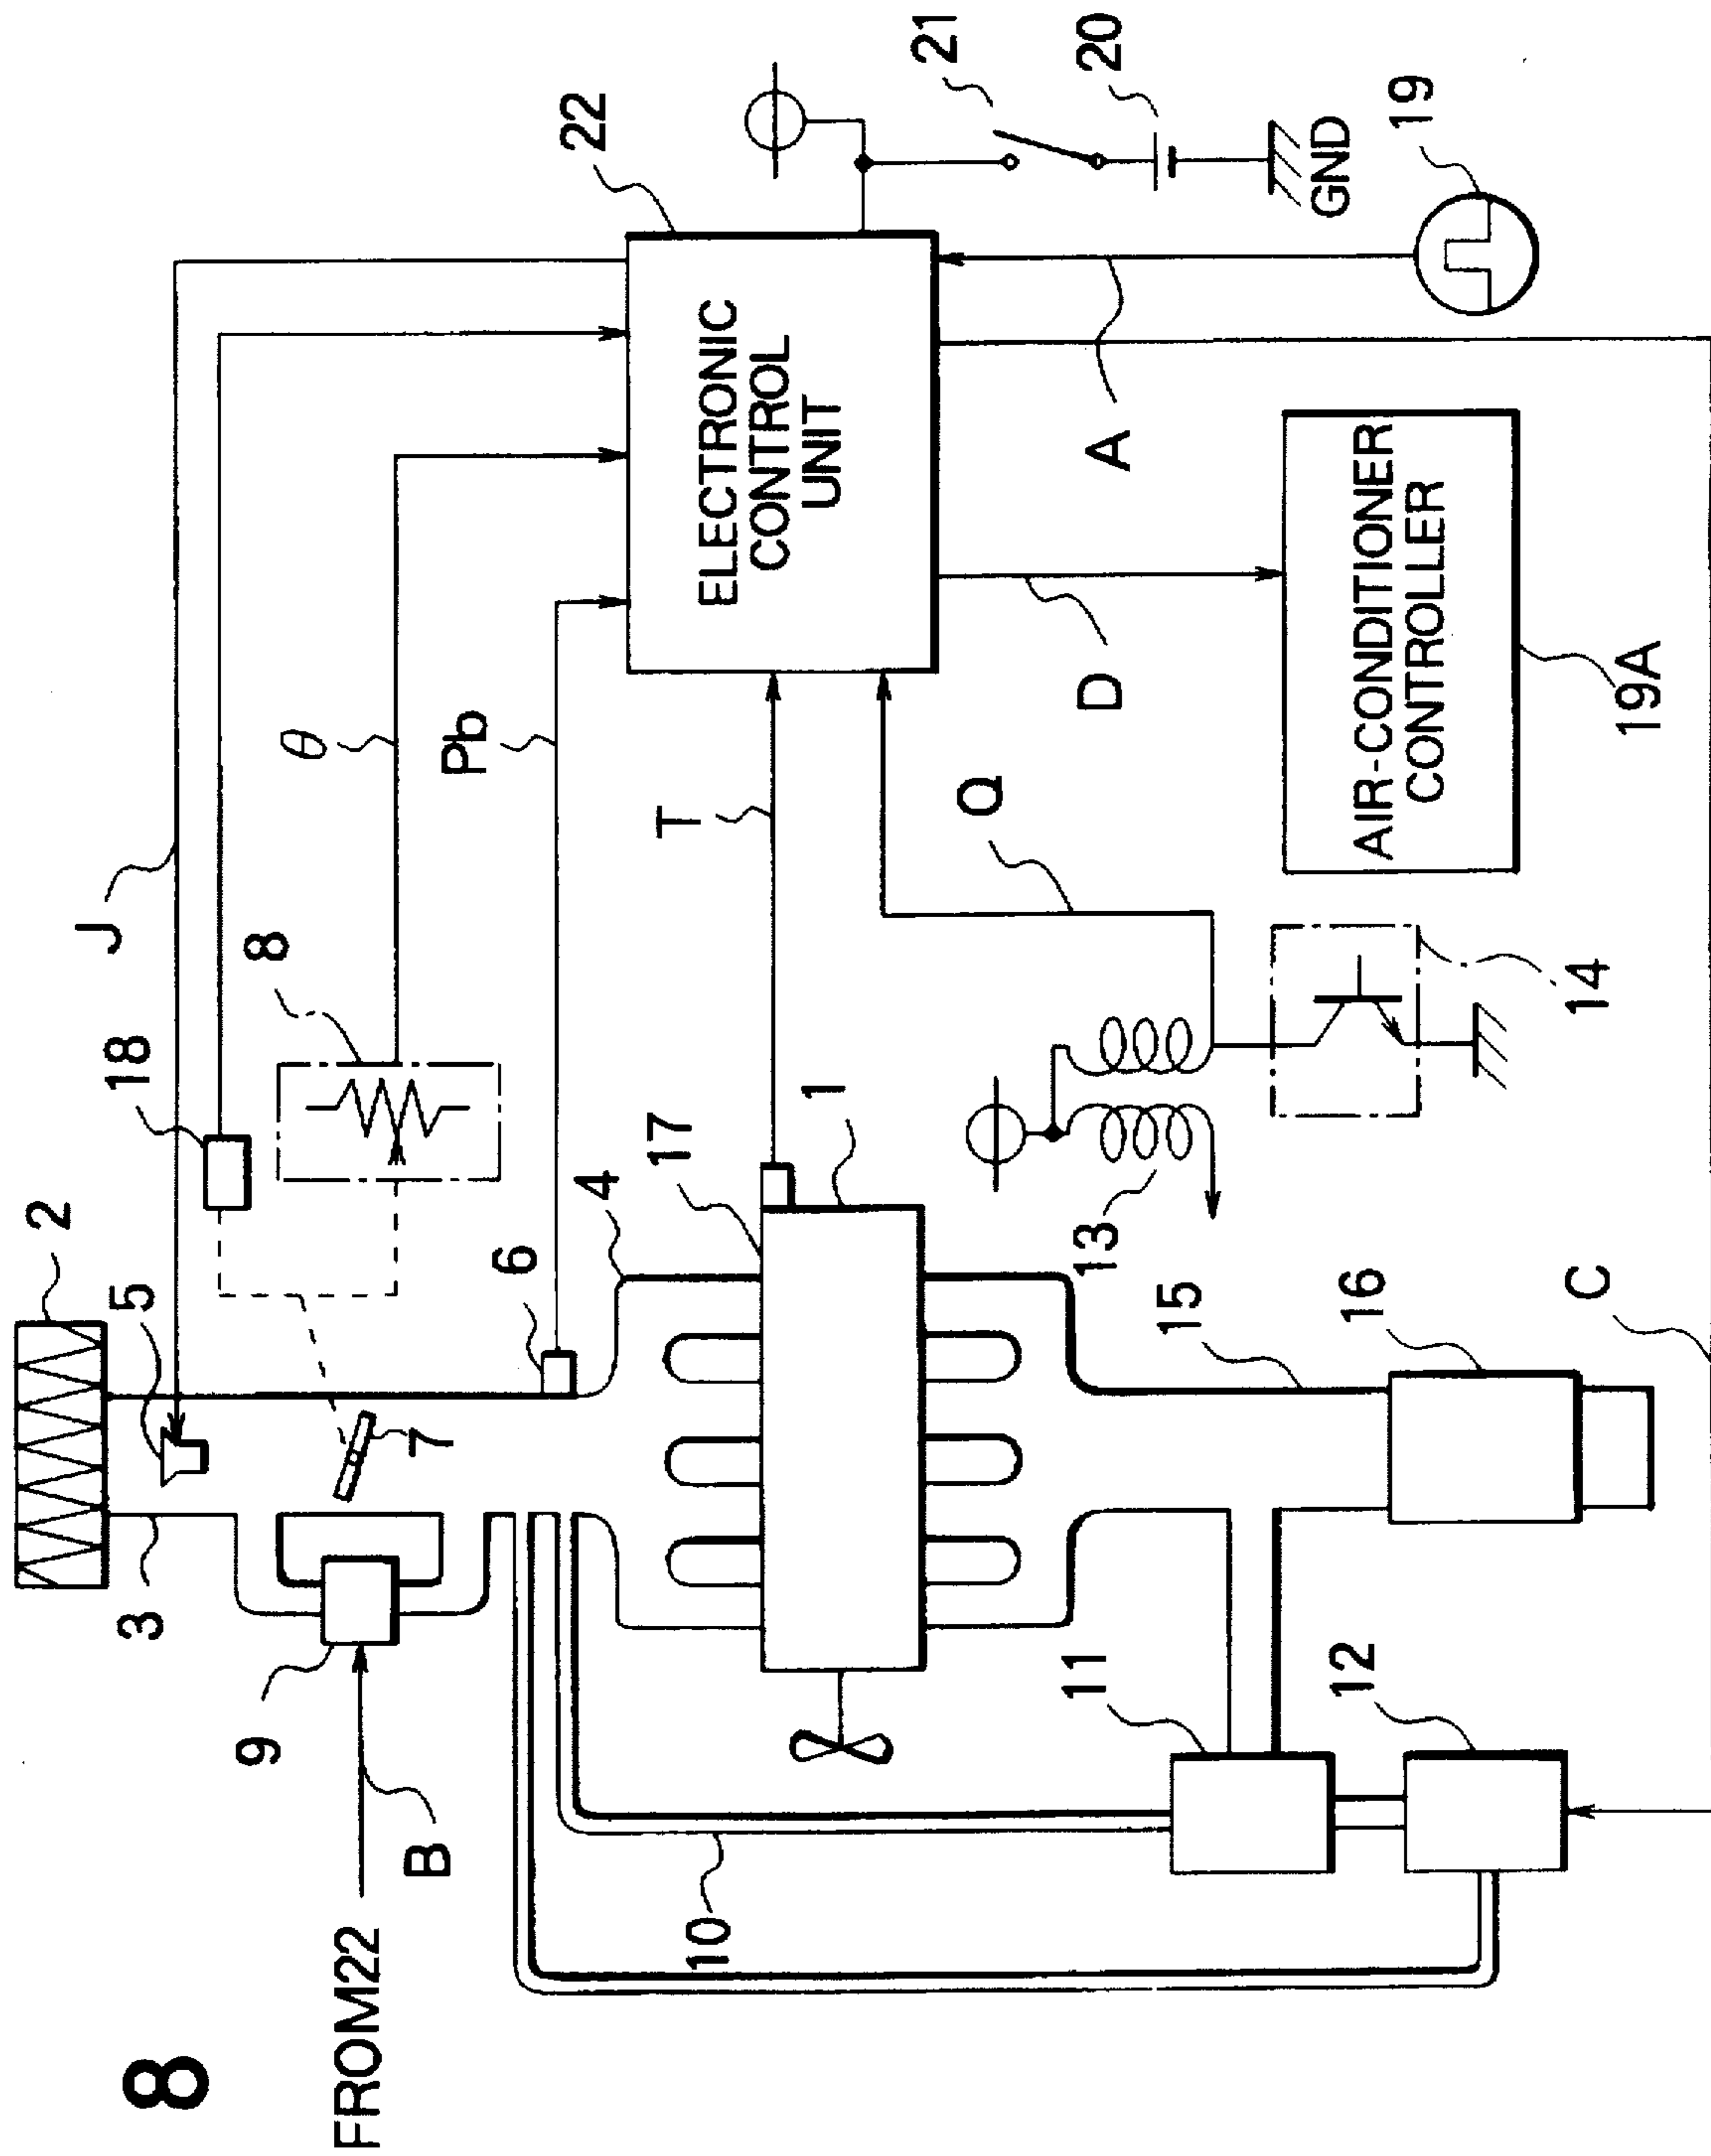 8
FROM22
B
9
3
2
5
7
J
18
8
θ
Pb
6
4
17
1
T
Q
13
14
15
16
C
10
11
12
22
ELECTRONIC
CONTROL
UNIT
21
20
GND
19
A
D
AIR-CONDITIONER
CONTROLLER
19A